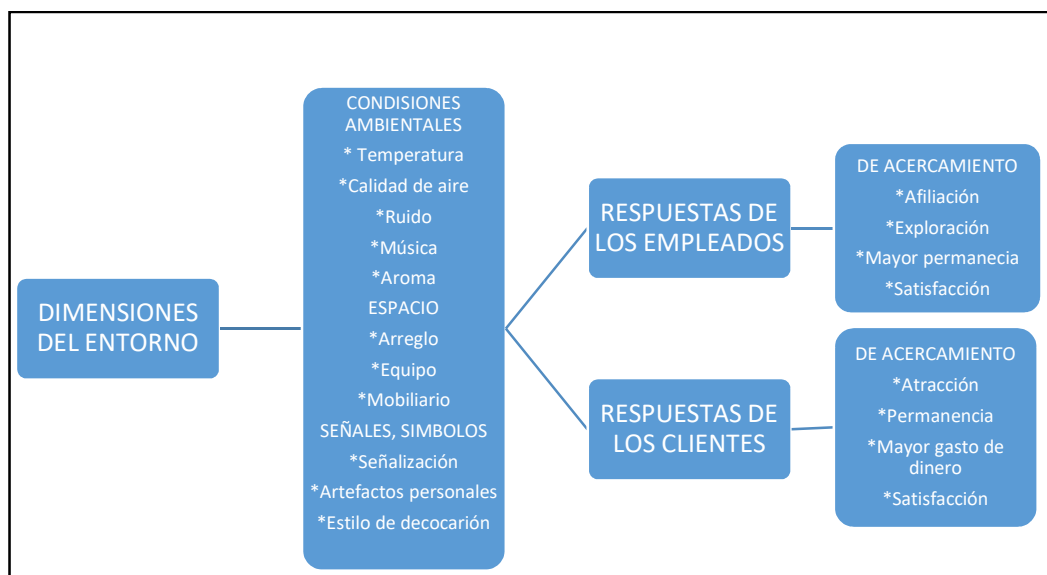 DIMENSIONES
DEL ENTORNO
CONDISIONES
AMBIENTALES
* Temperatura
*Calidad de aire
*Ruido
*Música
*Aroma
ESPACIO
*Arreglo
*Equipo
*Mobiliario
SEÑALES, SIMBOLOS
*Señalización
*Artefactos personales
*Estilo de decocarión
RESPUESTAS DE
LOS EMPLEADOS
DE ACERCAMIENTO
*Afiliación
*Exploración
*Mayor permanecia
*Satisfacción
RESPUESTAS DE
LOS CLIENTES
DE ACERCAMIENTO
*Atracción
*Permanencia
*Mayor gasto de
dinero
*Satisfacción